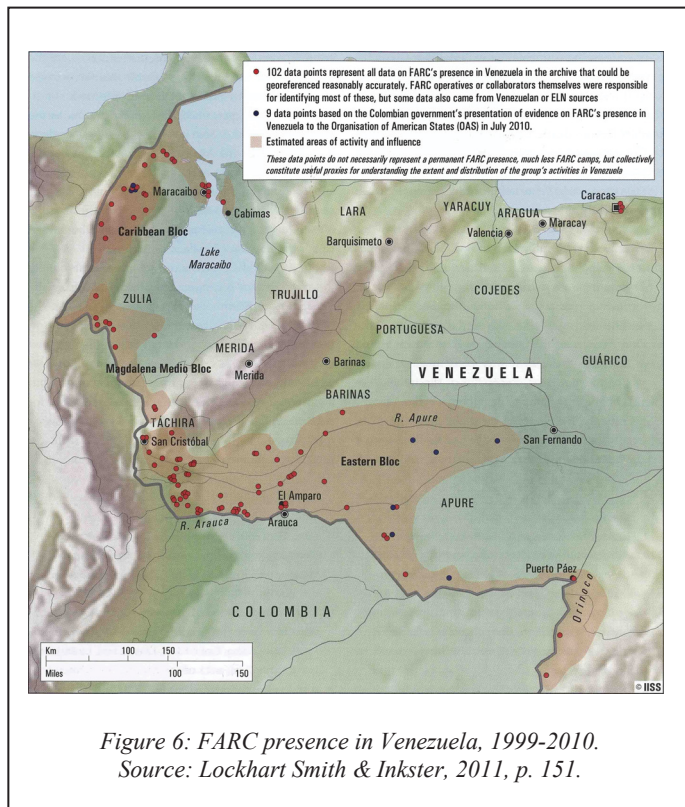 102 data points represent all data on FARC's presence in Venezuela in the archive that could be
georeferenced reasonably accurately. FARC operatives or collaborators themselves were responsible
for identifying most of these, but some data also came from Venezuelan or ELN sources
9 data points based on the Colombian government's presentation of evidence on FARC's presence in
Venezuela to the Organisation of American States (OAS) in July 2010.
Estimated areas of activity and influence
These data points do not necessarily represent a permanent FARC presence, much less FARC camps, but collectively
constitute useful proxies for understanding the extent and distribution of the group's activities in Venezuela
Maracaibo
Cabimas
Caribbean Bloc
Lake
Maracaibo
LARA
Barquisimeto
YARACUY
ARAGUA
Caracas
Valencia
Maracay
ZULIA
TRUJILLO
COJEDES
PORTUGUESA
MERIDA
Merida
Barinas
GUÁRICO
Magdalena Medio Bloc
VENEZUELA
BARINAS
TÁCHIRA
San Cristóbal
R. Apure
San Fernando
Eastern Bloc
El Amparo
APURE
R. Arauca
Arauca
Puerto Páez
Orinoco
COLOMBIA
Km 100 150
Miles 100 150
© IISS
Figure 6: FARC presence in Venezuela, 1999-2010.
Source: Lockhart Smith & Inkster, 2011, p. 151.